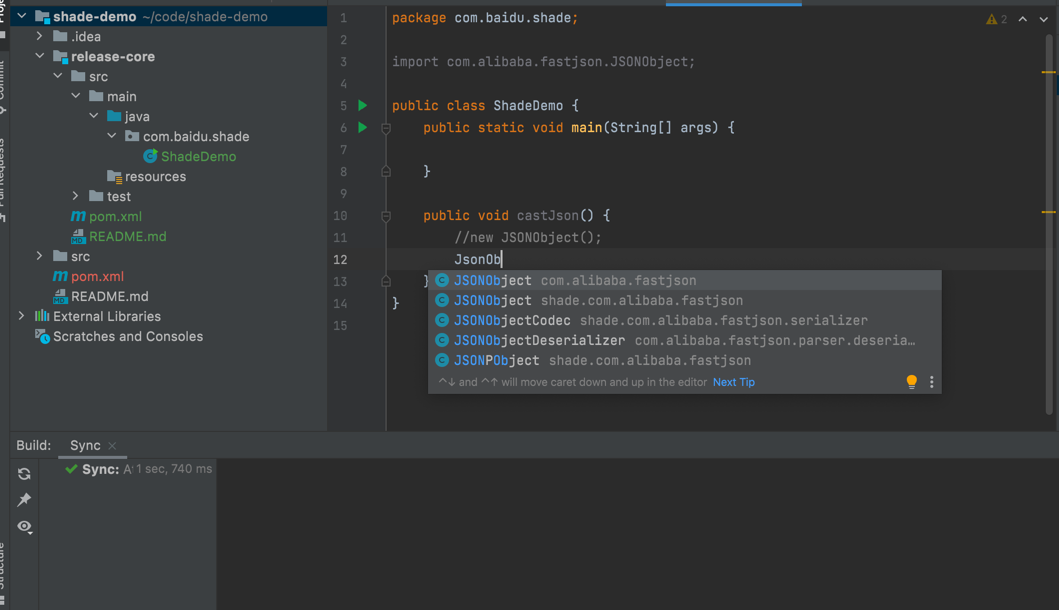 shade-demo ~/code/shade-demo
.idea
release-core
src
main
java
com.baidu.shade
ShadeDemo
resources
test
pom.xml
README.md
src
pom.xml
README.md
External Libraries
Scratches and Consoles
1 package com.baidu.shade;
2
3 import com.alibaba.fastjson.JSONObject;
4
5 public class ShadeDemo {
6 public static void main(String[] args) {
7
8 }
9
10 public void castJson() {
11 //new JSONObject();
12 JsonOb
13 }
14 }
15
2
JSONObject com.alibaba.fastjson
JSONObject shade.com.alibaba.fastjson
JSONObjectCodec shade.com.alibaba.fastjson.serializer
JSONObjectDeserializer com.alibaba.fastjson.parser.deseria…
JSONPObject shade.com.alibaba.fastjson
^↓ and ^↑ will move caret down and up in the editor Next Tip
Build: Sync
Sync: 1 sec, 740 ms
Pull Requests
Structure